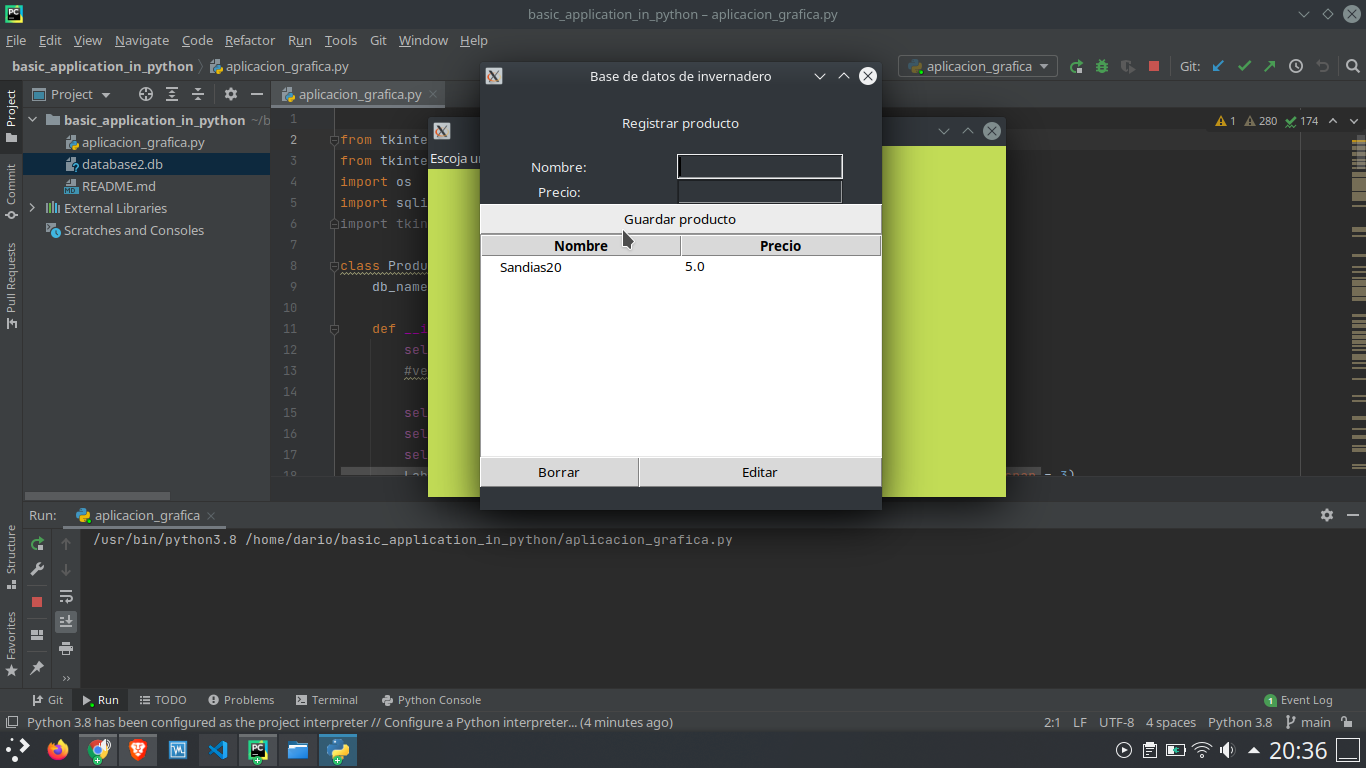 basic_application_in_python – aplicacion_grafica.py
File Edit View Navigate Code Refactor Run Tools Git Window Help
basic_application_in_python aplicacion_grafica.py aplicacion_grafica Git:
Project aplicacion_grafica.py
basic_application_in_python ~/b
aplicacion_grafica.py
database2.db
README.md
External Libraries
Scratches and Consoles
Project
Commit
Pull Requests
Structure
Favorites
1
2 from tkinte
3 from tkinte
4 import os
5 import sqli
6 import tkin
7
8 class Produ
9 db_name
10
11 def __i
12 sel
13 #ve
14
15 sel
16 sel
17 sel
18 Lab = 3)
1 280 174
Escoja un
Base de datos de invernadero
Registrar producto
Nombre:
Precio:
Guardar producto
Nombre Precio
Sandias20 5.0
Borrar Editar
Run: aplicacion_grafica
/usr/bin/python3.8 /home/dario/basic_application_in_python/aplicacion_grafica.py
Git Run TODO Problems Terminal Python Console 1 Event Log
Python 3.8 has been configured as the project interpreter // Configure a Python interpreter... (4 minutes ago) 2:1 LF UTF-8 4 spaces Python 3.8 main
20:36